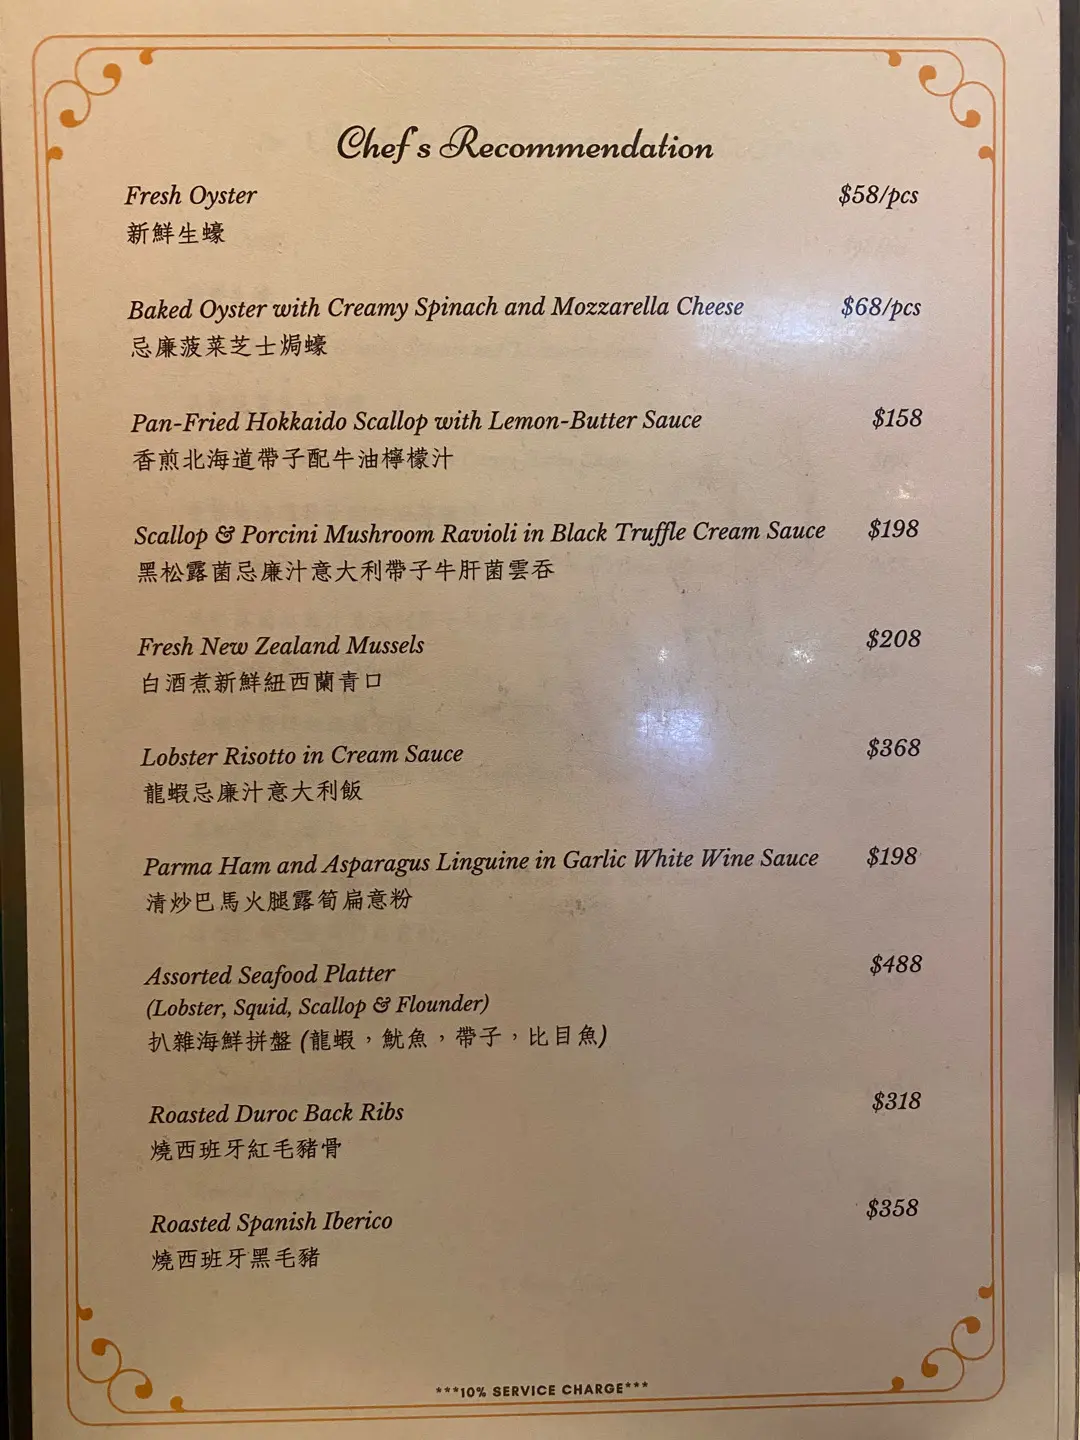 Chef's Recommendation
Fresh Oyster $58/pcs
新鮮生蠔
Baked Oyster with Creamy Spinach and Mozzarella Cheese $68/pcs
忌廉菠菜芝士焗蠔
Pan-Fried Hokkaido Scallop with Lemon-Butter Sauce $158
香煎北海道帶子配牛油檸檬汁
Scallop & Porcini Mushroom Ravioli in Black Truffle Cream Sauce $198
黑松露菌忌廉汁意大利帶子牛肝菌雲吞
Fresh New Zealand Mussels $208
白酒煮新鮮紐西蘭青口
Lobster Risotto in Cream Sauce $368
龍蝦忌廉汁意大利飯
Parma Ham and Asparagus Linguine in Garlic White Wine Sauce $198
清炒巴馬火腿露筍扁意粉
Assorted Seafood Platter $488
(Lobster, Squid, Scallop & Flounder)
扒雜海鮮拼盤 (龍蝦，魷魚，帶子，比目魚)
Roasted Duroc Back Ribs $318
燒西班牙紅毛豬骨
Roasted Spanish Iberico $358
燒西班牙黑毛豬
***10% SERVICE CHARGE***